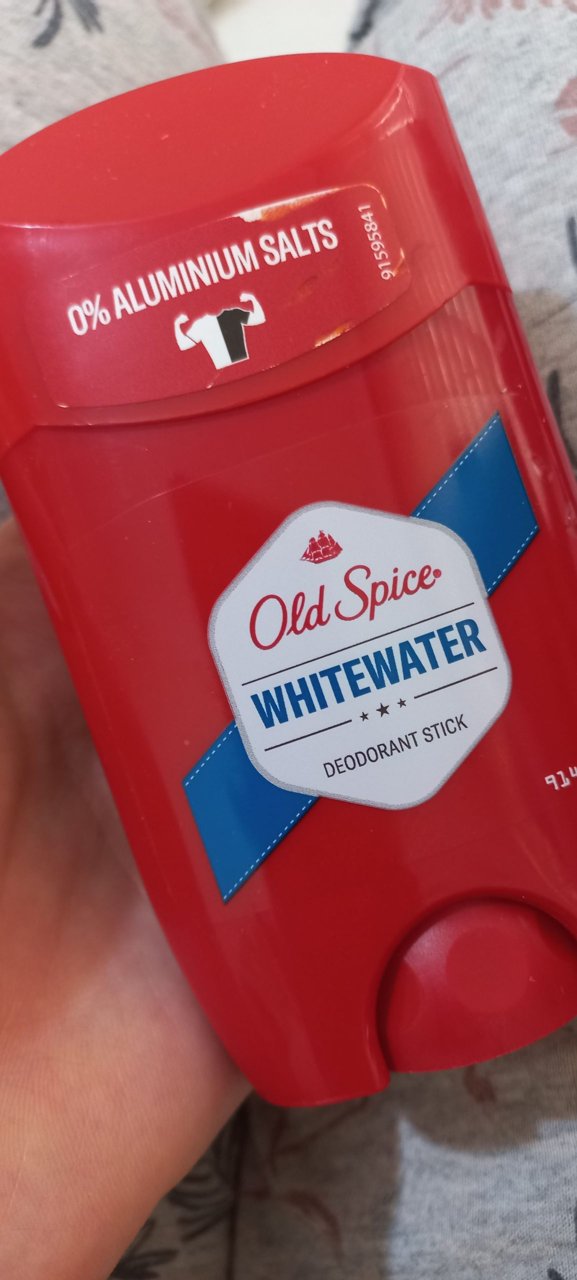 0% ALUMINIUM SALTS
91595841
Old Spice
WHITEWATER
DEODORANT STICK